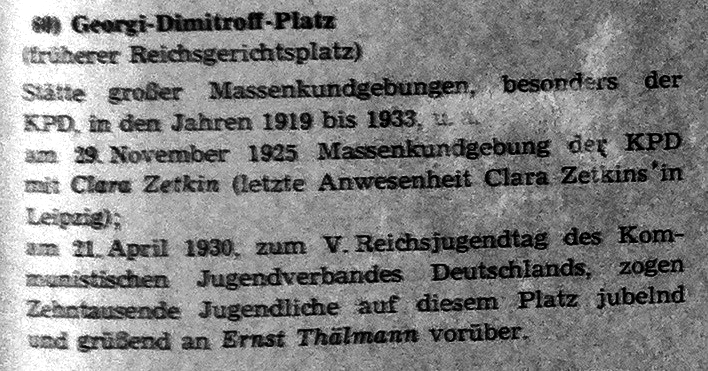 80) Georgi-Dimitroff-Platz
(früherer Reichsgerichtsplatz)
Stätte großer Massenkundgebungen, besonders der
KPD, in den Jahren 1919 bis 1933, u. a.
am 29. November 1925 Massenkundgebung der KPD
mit Clara Zetkin (letzte Anwesenheit Clara Zetkins in
Leipzig);
am 21. April 1930, zum V. Reichsjugendtag des Kom-
munistischen Jugendverbandes Deutschlands, zogen
Zehntausende Jugendliche auf diesem Platz jubelnd
und grüßend an Ernst Thälmann vorüber.